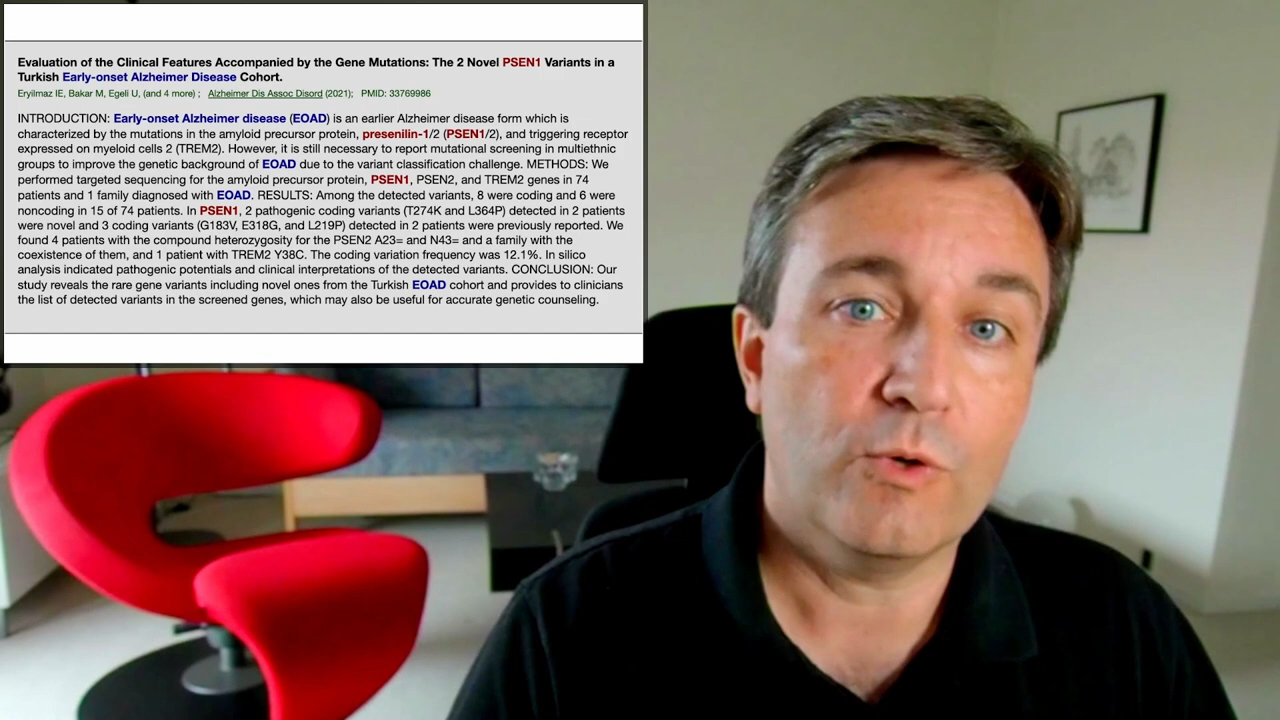 Evaluation of the Clinical Features Accompanied by the Gene Mutations: The 2 Novel PSEN1 Variants in a
Turkish Early-onset Alzheimer Disease Cohort.
Eryilmaz IE, Bakar M, Egeli U, (and 4 more) ; Alzheimer Dis Assoc Disord (2021); PMID: 33769986
INTRODUCTION: Early-onset Alzheimer disease (EOAD) is an earlier Alzheimer disease form which is
characterized by the mutations in the amyloid precursor protein, presenilin-1/2 (PSEN1/2), and triggering receptor
expressed on myeloid cells 2 (TREM2). However, it is still necessary to report mutational screening in multiethnic
groups to improve the genetic background of EOAD due to the variant classification challenge. METHODS: We
performed targeted sequencing for the amyloid precursor protein, PSEN1, PSEN2, and TREM2 genes in 74
patients and 1 family diagnosed with EOAD. RESULTS: Among the detected variants, 8 were coding and 6 were
noncoding in 15 of 74 patients. In PSEN1, 2 pathogenic coding variants (T274K and L364P) detected in 2 patients
were novel and 3 coding variants (G183V, E318G, and L219P) detected in 2 patients were previously reported. We
found 4 patients with the compound heterozygosity for the PSEN2 A23= and N43= and a family with the
coexistence of them, and 1 patient with TREM2 Y38C. The coding variation frequency was 12.1%. In silico
analysis indicated pathogenic potentials and clinical interpretations of the detected variants. CONCLUSION: Our
study reveals the rare gene variants including novel ones from the Turkish EOAD cohort and provides to clinicians
the list of detected variants in the screened genes, which may also be useful for accurate genetic counseling.